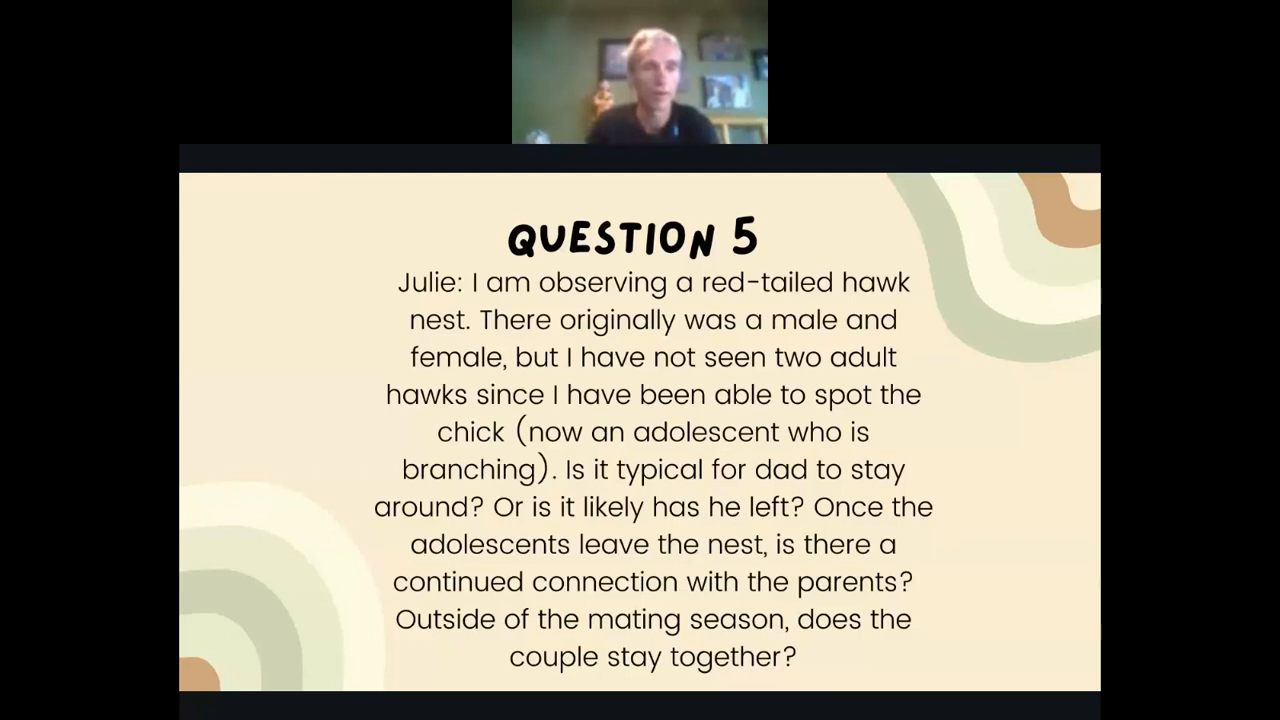 QUESTION 5
Julie: I am observing a red-tailed hawk
nest. There originally was a male and
female, but I have not seen two adult
hawks since I have been able to spot the
chick (now an adolescent who is
branching). Is it typical for dad to stay
around? Or is it likely has he left? Once the
adolescents leave the nest, is there a
continued connection with the parents?
Outside of the mating season, does the
couple stay together?